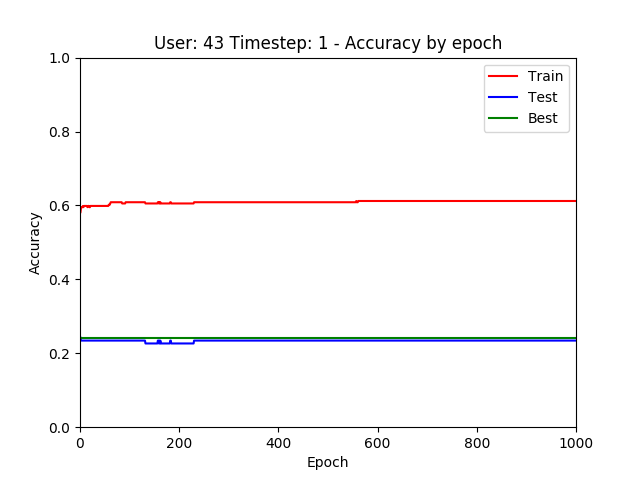 User: 43 Timestep: 1 - Accuracy by epoch
1.0
Train
Test
Best
0.8
0.6
Accuracy
0.4
0.2
0.0
0 200 400 600 800 1000
Epoch